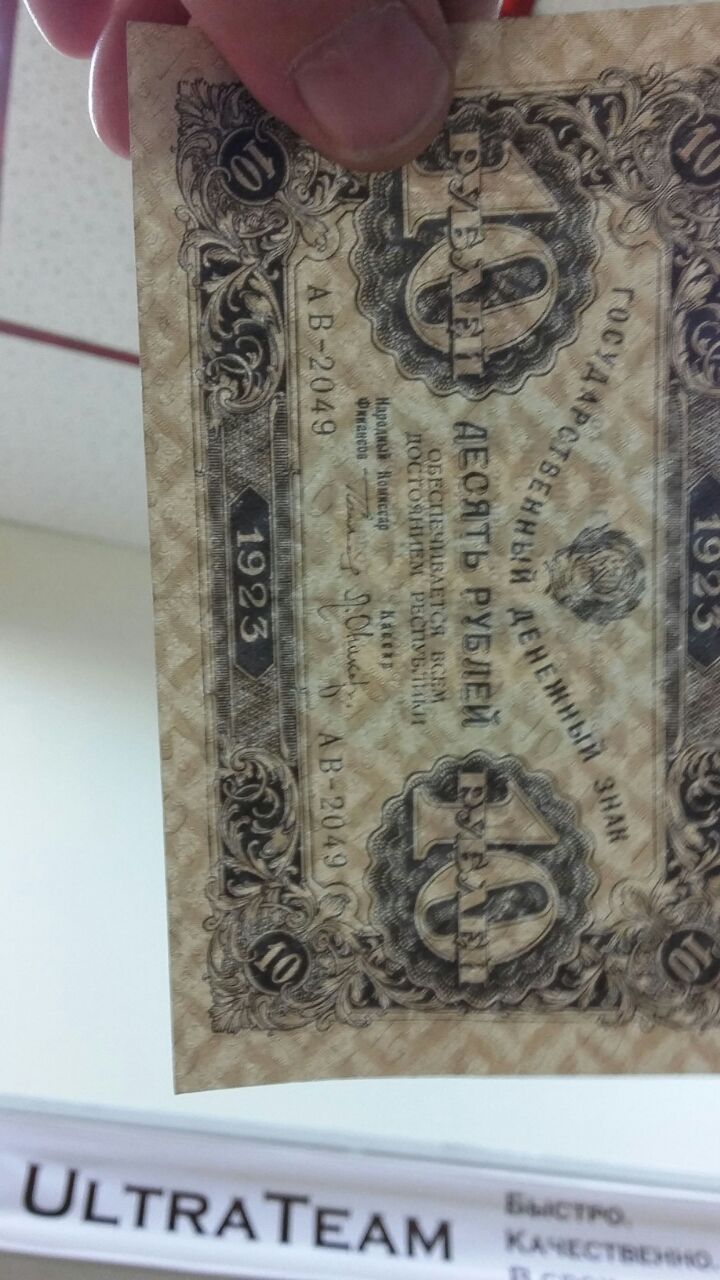 10
10
ГОСУДАРСТВЕННЫЙ ДЕНЕЖНЫЙ ЗНАК
1923
10
РУБЛЕЙ
10
РУБЛЕЙ
ДЕСЯТЬ РУБЛЕЙ
ОБЕСПЕЧИВАЕТСЯ ВСЕМ
ДОСТОЯНИЕМ РЕСПУБЛИКИ
Народный Комиссар
Финансов
Кассир
АВ-2049
АВ-2049
10
1923
10
ULTRATEAM
БЫСТРО.
КАЧЕСТВЕННО.